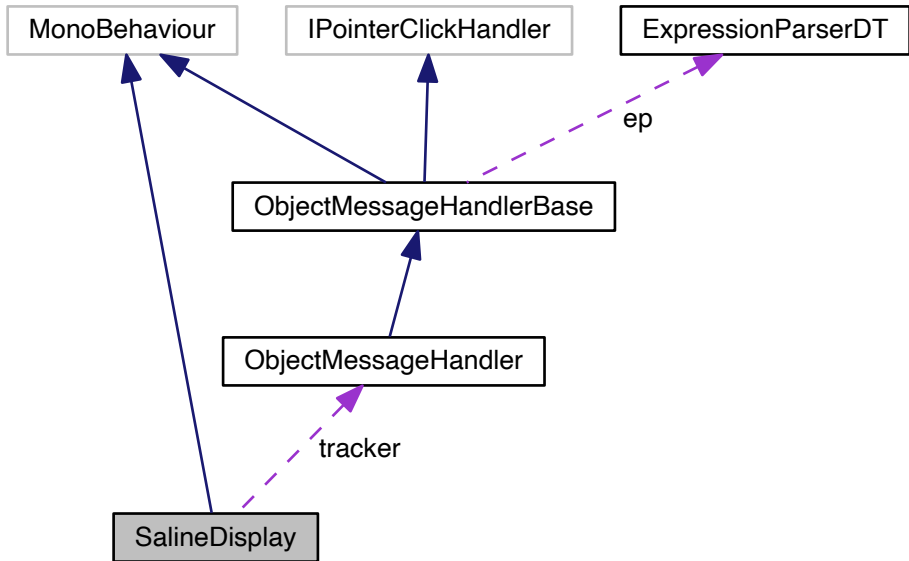 MonoBehaviour
IPointerClickHandler
ExpressionParserDT
ep
ObjectMessageHandlerBase
ObjectMessageHandler
tracker
SalineDisplay